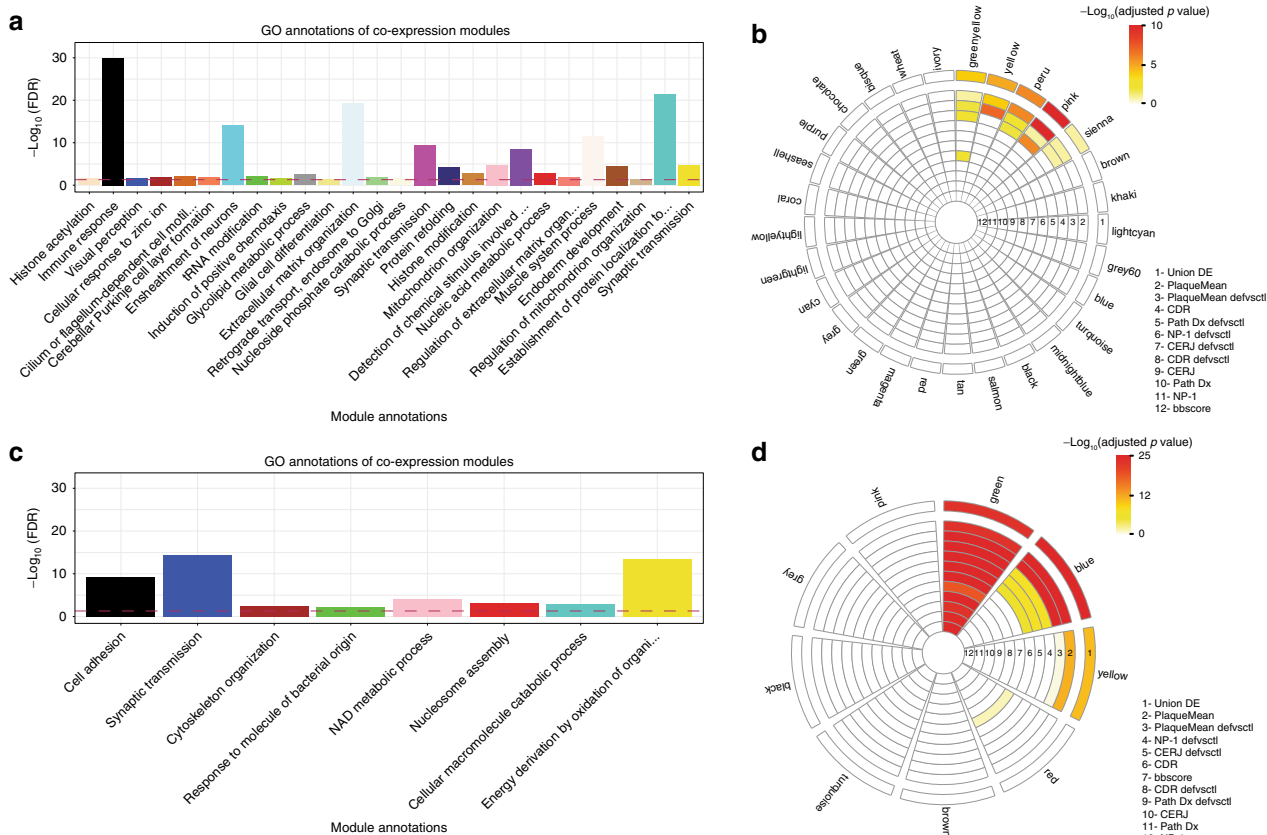 a
GO annotations of co-expression modules
−Log10 (FDR)
30
20
10
0
Histone acetylation
Immune response
Visual perception
Cellular response to zinc ion
Cilium or flagellum-dependent cell motili...
Cerebellar Purkinje cell layer formation
Ensheathment of neurons
tRNA modification
Induction of positive chemotaxis
Glycolipid metabolic process
Glial cell differentiation
Extracellular matrix organization
Retrograde transport, endosome to Golgi
Nucleoside phosphate catabolic process
Synaptic transmission
Protein refolding
Histone modification
Mitochondrion organization
Detection of chemical stimulus involved ...
Nucleic acid metabolic process
Regulation of extracellular matrix organ...
Muscle system process
Endoderm development
Regulation of mitochondrion organization
Establishment of protein localization to...
Synaptic transmission
Module annotations
b
−Log10(adjusted p value)
10
5
0
greenyellow
yellow
peru
pink
sienna
brown
khaki
lightcyan
grey60
blue
turquoise
midnightblue
black
salmon
tan
red
magenta
green
grey
cyan
lightgreen
lightyellow
coral
seashell
purple
chocolate
bisque
wheat
ivory
12 11 10 9 8 7 6 5 4 3 2 1
1- Union DE
2- PlaqueMean
3- PlaqueMean defvsctl
4- CDR
5- Path Dx defvsctl
6- NP-1 defvsctl
7- CERJ defvsctl
8- CDR defvsctl
9- CERJ
10- Path Dx
11- NP-1
12- bbscore
c
GO annotations of co-expression modules
−Log10 (FDR)
30
20
10
0
Cell adhesion
Synaptic transmission
Cytoskeleton organization
Response to molecule of bacterial origin
NAD metabolic process
Nucleosome assembly
Cellular macromolecule catabolic process
Energy derivation by oxidation of organi...
Module annotations
d
−Log10(adjusted p value)
25
12
0
green
blue
yellow
red
brown
turquoise
black
grey
pink
12 11 10 9 8 7 6 5 4 3 2 1
1- Union DE
2- PlaqueMean
3- PlaqueMean defvsctl
4- NP-1 defvsctl
5- CERJ defvsctl
6- CDR
7- bbscore
8- CDR defvsctl
9- Path Dx defvsctl
10- CERJ
11- Path Dx